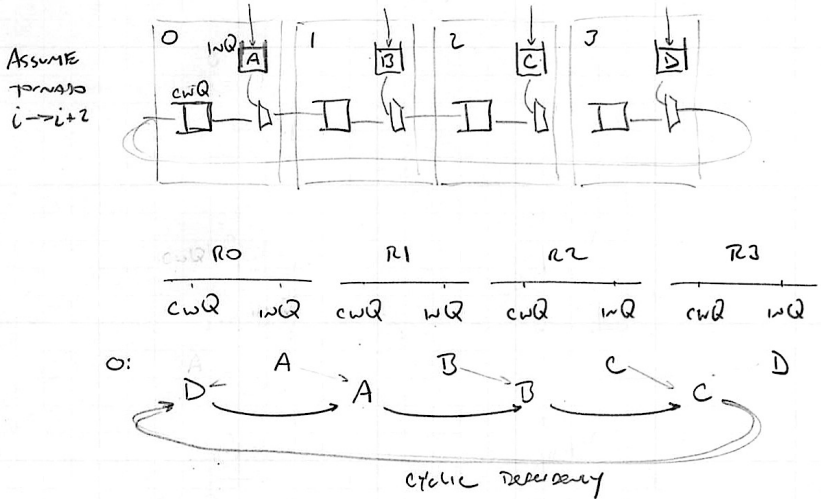 0 1 2 3
INQ A B C D
ASSUME
TORNADO
i→i+2
CWQ
R0 R1 R2 R3
CWQ INQ CWQ INQ CWQ INQ CWQ INQ
0: A B C D
D A B C
CYCLIC DEPENDENCY